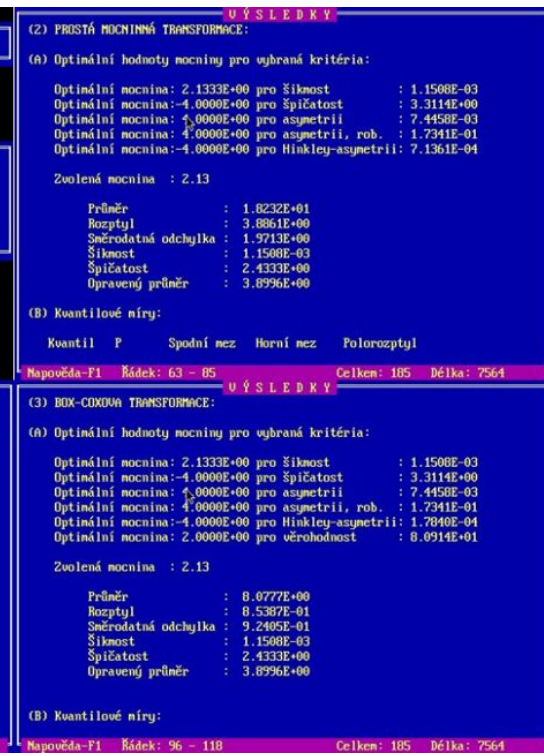 VÝSLEDKY
(2) PROSTÁ MOCNINNÁ TRANSFORMACE:
(A) Optimální hodnoty mocniny pro vybraná kritéria:
Optimální mocnina: 2.1333E+00 pro šikmost : 1.1508E-03
Optimální mocnina:-4.0000E+00 pro špičatost : 3.3114E+00
Optimální mocnina: 4.0000E+00 pro asymetrii : 7.4458E-03
Optimální mocnina: 4.0000E+00 pro asymetrii, rob. : 1.7341E-01
Optimální mocnina:-4.0000E+00 pro Hinkley-asymetrii: 7.1361E-04
Zvolená mocnina : 2.13
Průměr : 1.8232E+01
Rozptyl : 3.8861E+00
Směrodatná odchylka : 1.9713E+00
Šikmost : 1.1508E-03
Špičatost : 2.4333E+00
Opravený průměr : 3.8996E+00
(B) Kvantilové míry:
Kvantil P Spodní mez Horní mez Polorozptyl
Nápověda-F1 Řádek: 63 - 85 Celkem: 185 Délka: 7564
VÝSLEDKY
(3) BOX-COXOVA TRANSFORMACE:
(A) Optimální hodnoty mocniny pro vybraná kritéria:
Optimální mocnina: 2.1333E+00 pro šikmost : 1.1508E-03
Optimální mocnina:-4.0000E+00 pro špičatost : 3.3114E+00
Optimální mocnina: 4.0000E+00 pro asymetrii : 7.4458E-03
Optimální mocnina: 4.0000E+00 pro asymetrii, rob. : 1.7341E-01
Optimální mocnina:-4.0000E+00 pro Hinkley-asymetrii: 1.7840E-04
Optimální mocnina: 2.0000E+00 pro věrohodnost : 8.0914E+01
Zvolená mocnina : 2.13
Průměr : 8.0777E+00
Rozptyl : 8.5387E-01
Směrodatná odchylka : 9.2405E-01
Šikmost : 1.1508E-03
Špičatost : 2.4333E+00
Opravený průměr : 3.8996E+00
(B) Kvantilové míry:
Nápověda-F1 Řádek: 96 - 118 Celkem: 185 Délka: 7564